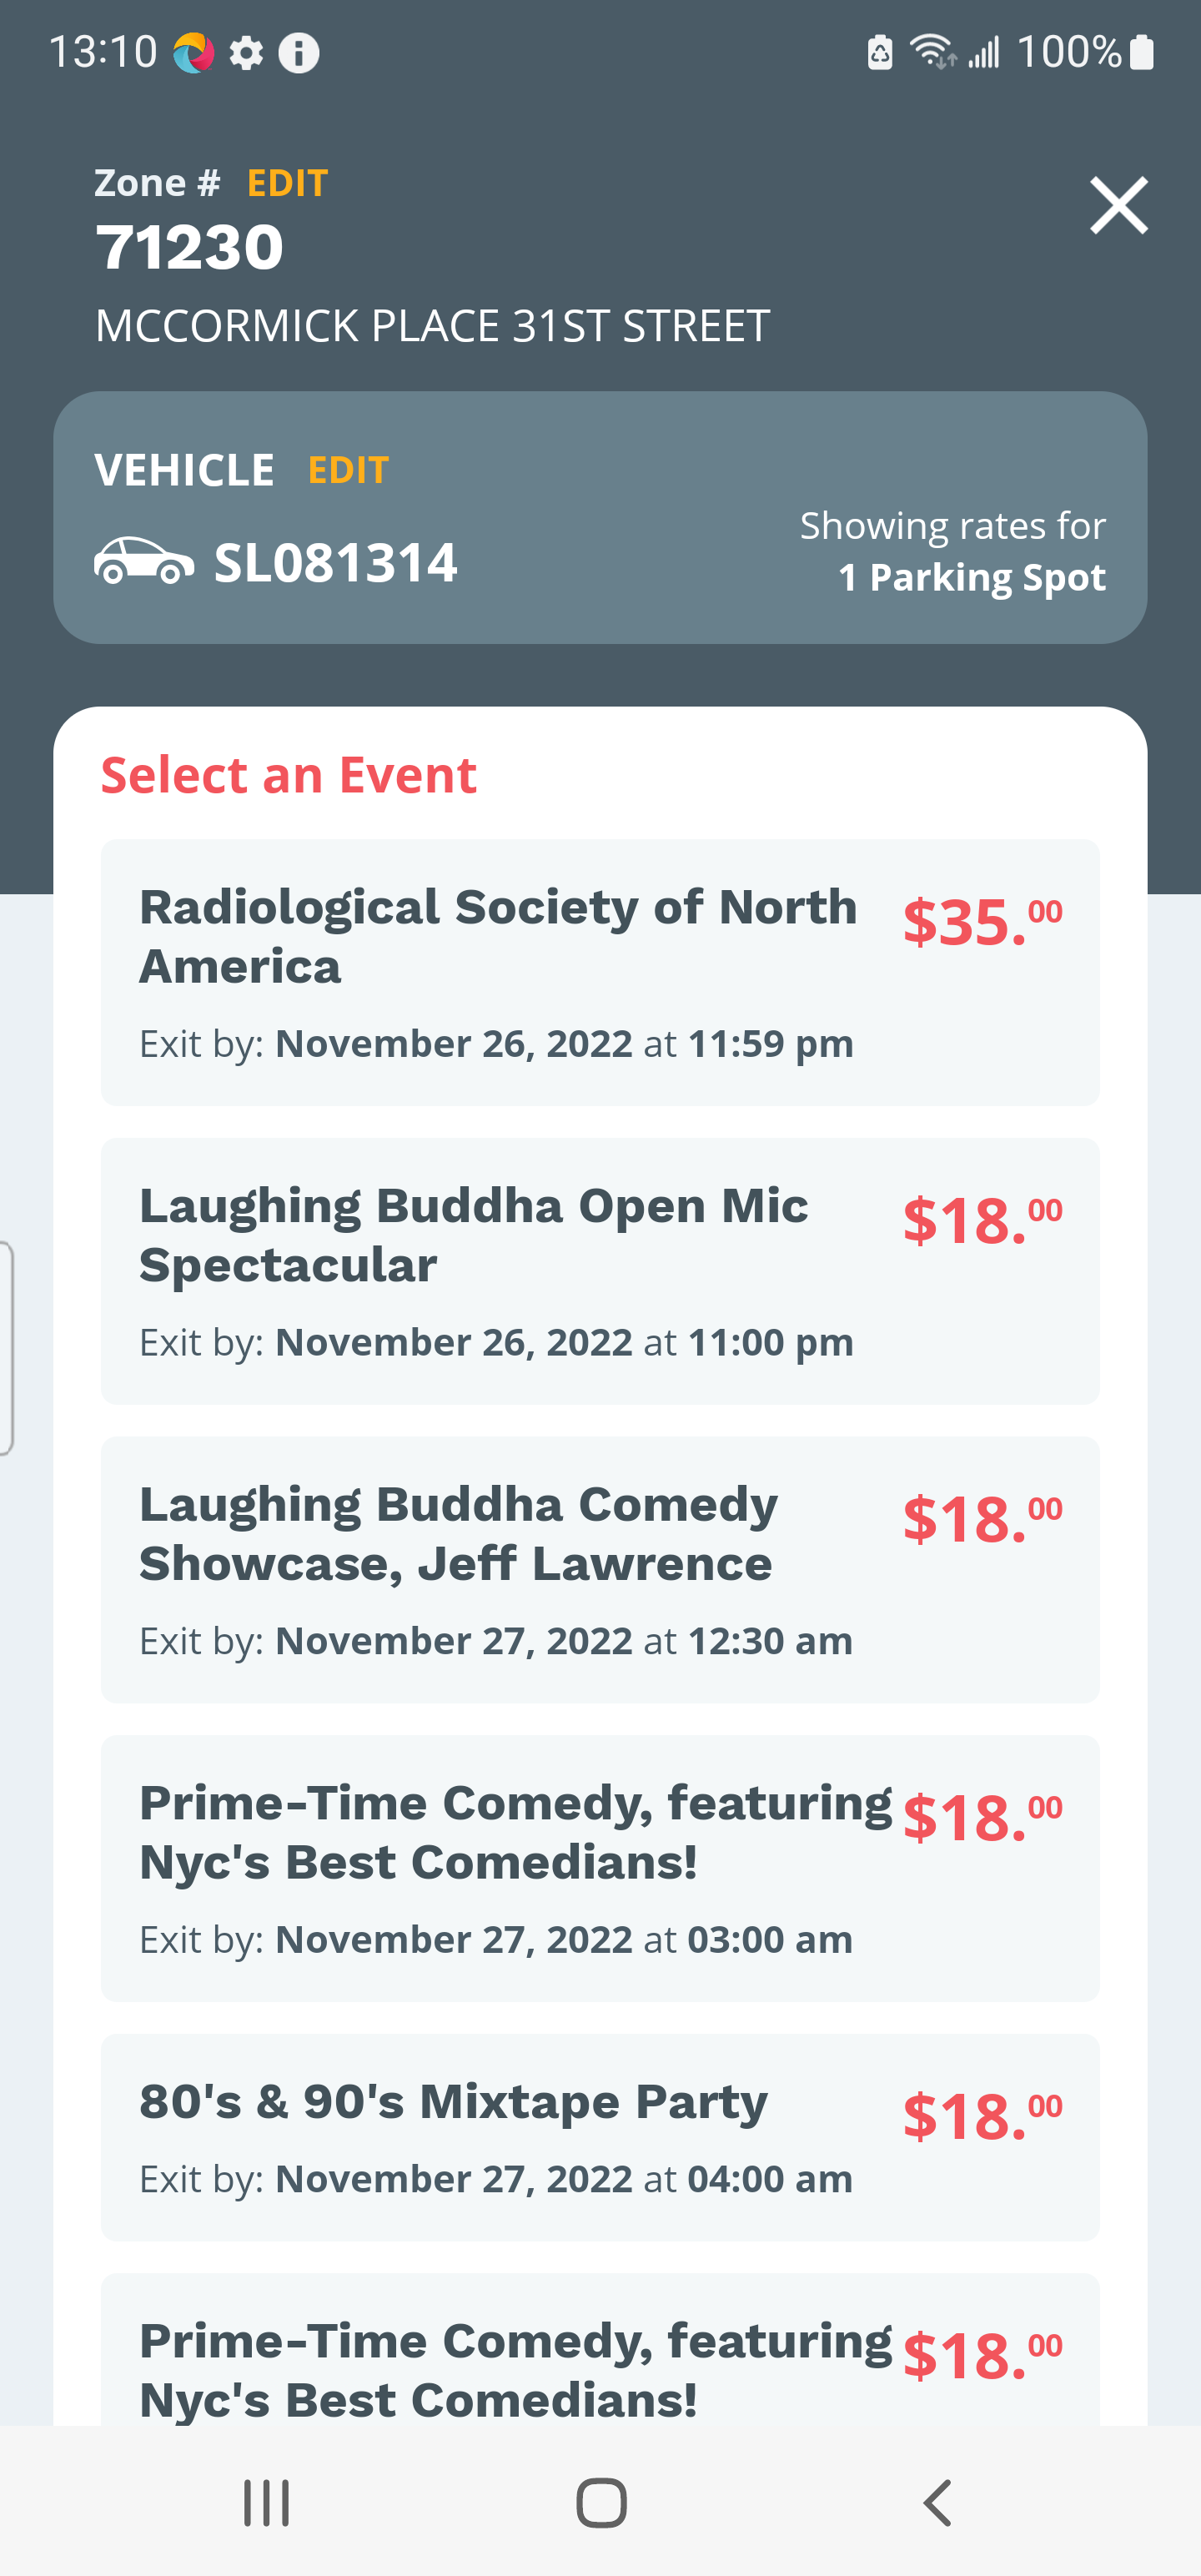 13:10
100%
Zone # EDIT
71230
MCCORMICK PLACE 31ST STREET
VEHICLE EDIT
SL081314
Showing rates for
1 Parking Spot
Select an Event
Radiological Society of North
America
$35.00
Exit by: November 26, 2022 at 11:59 pm
Laughing Buddha Open Mic
Spectacular
$18.00
Exit by: November 26, 2022 at 11:00 pm
Laughing Buddha Comedy
Showcase, Jeff Lawrence
$18.00
Exit by: November 27, 2022 at 12:30 am
Prime-Time Comedy, featuring
Nyc's Best Comedians!
$18.00
Exit by: November 27, 2022 at 03:00 am
80's & 90's Mixtape Party
$18.00
Exit by: November 27, 2022 at 04:00 am
Prime-Time Comedy, featuring
Nyc's Best Comedians!
$18.00